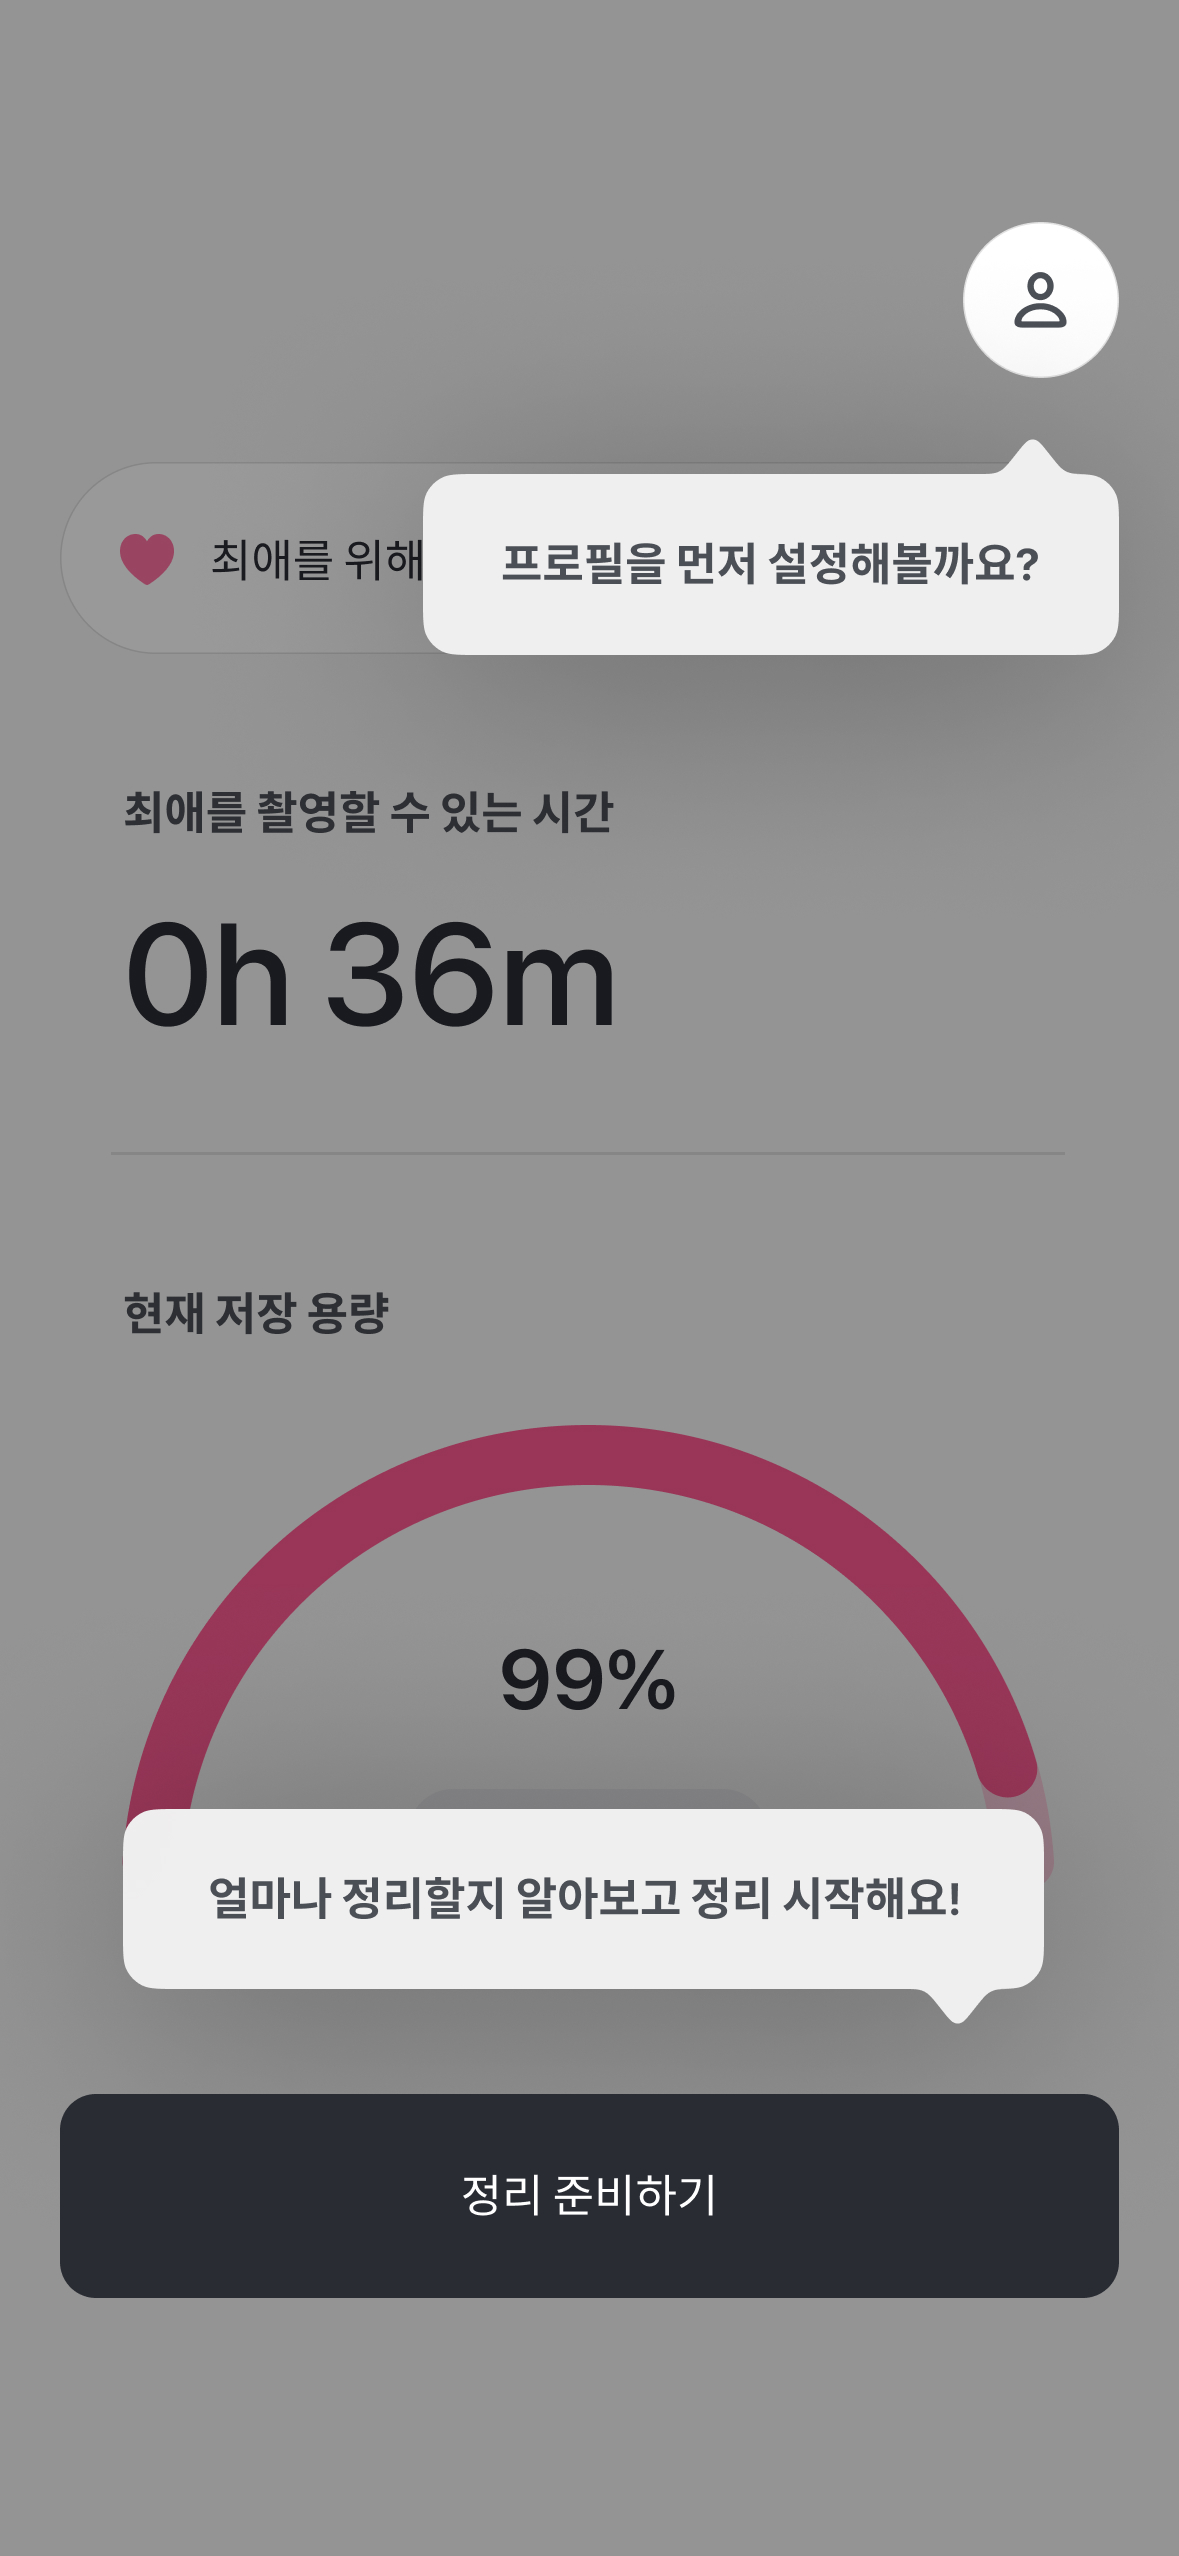 최애를 위해
프로필을 먼저 설정해볼까요?
최애를 촬영할 수 있는 시간
0h 36m
현재 저장 용량
99%
얼마나 정리할지 알아보고 정리 시작해요!
정리 준비하기